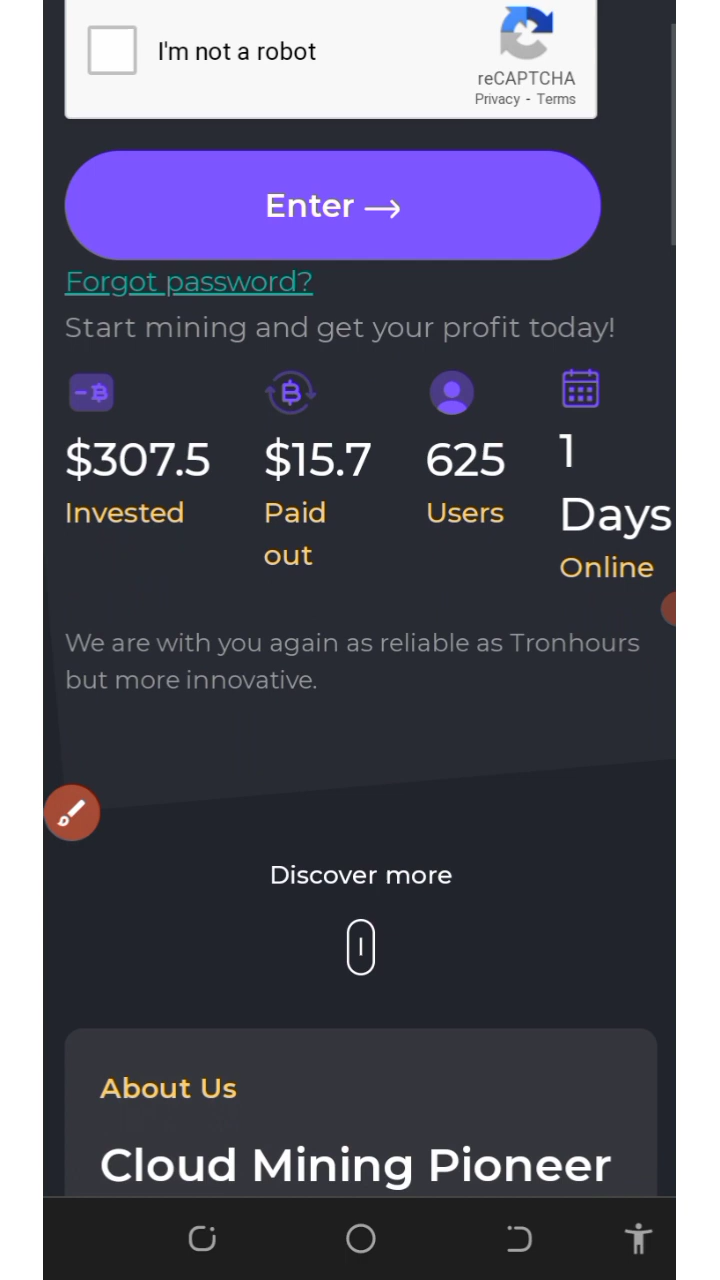 I'm not a robot
reCAPTCHA
Privacy - Terms
Enter →
Forgot password?
Start mining and get your profit today!
$307.5
Invested
$15.7
Paid
out
625
Users
1
Days
Online
We are with you again as reliable as Tronhours
but more innovative.
Discover more
About Us
Cloud Mining Pioneer